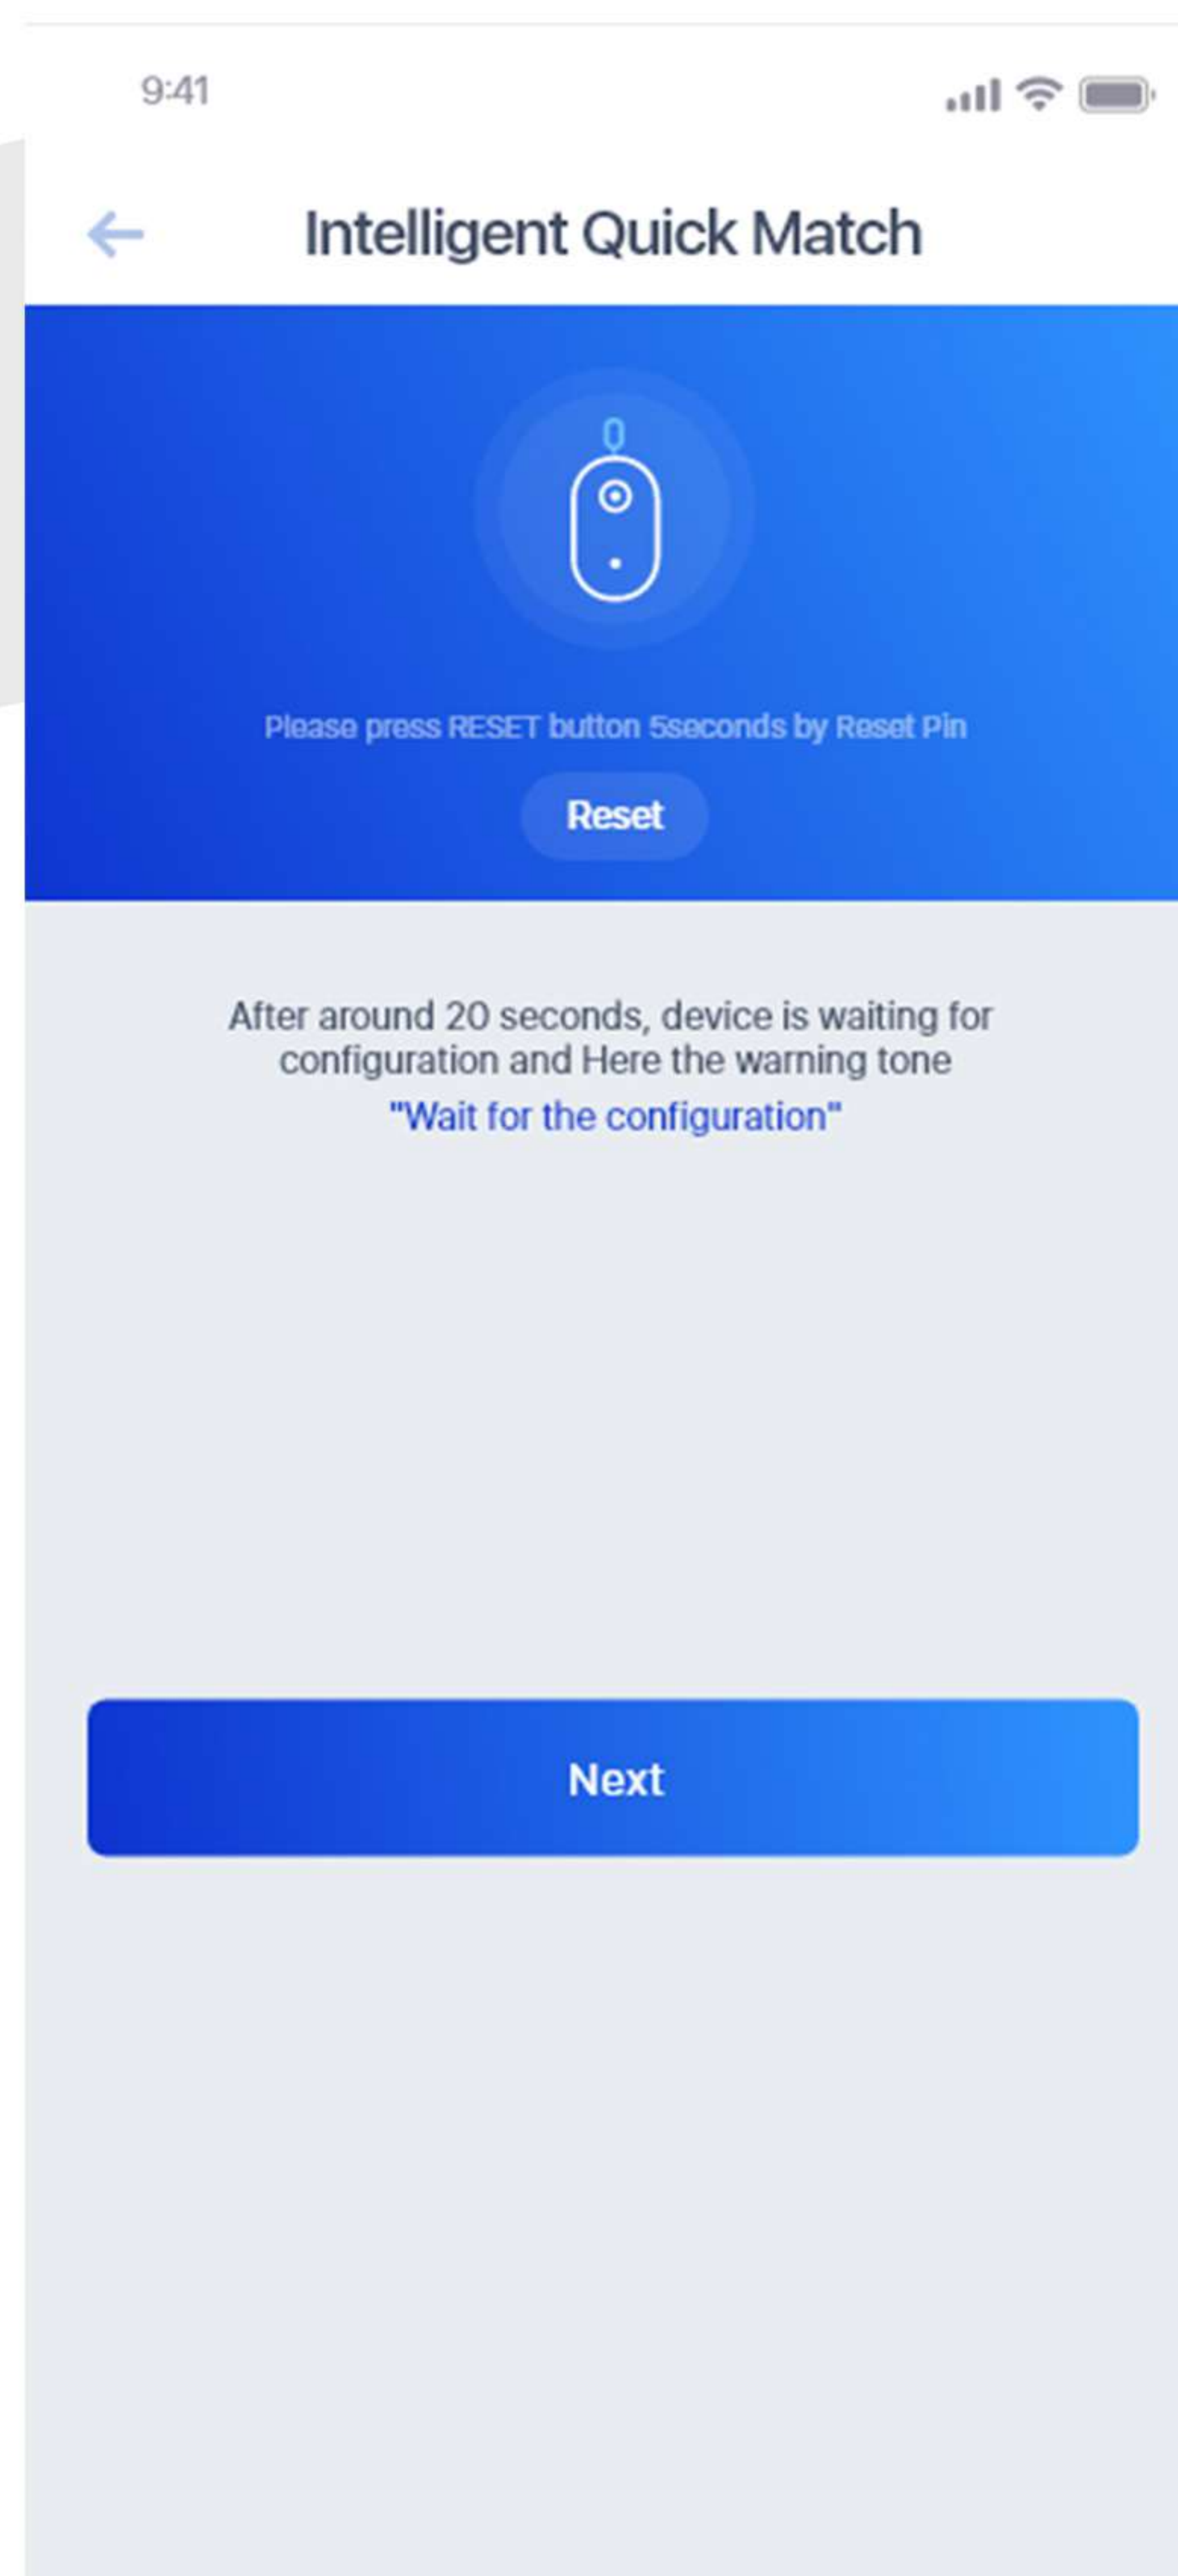 9:41
Intelligent Quick Match
Please press RESET button 5seconds by Reset Pin
Reset
After around 20 seconds, device is waiting for
configuration and Here the warning tone
"Wait for the configuration"
Next